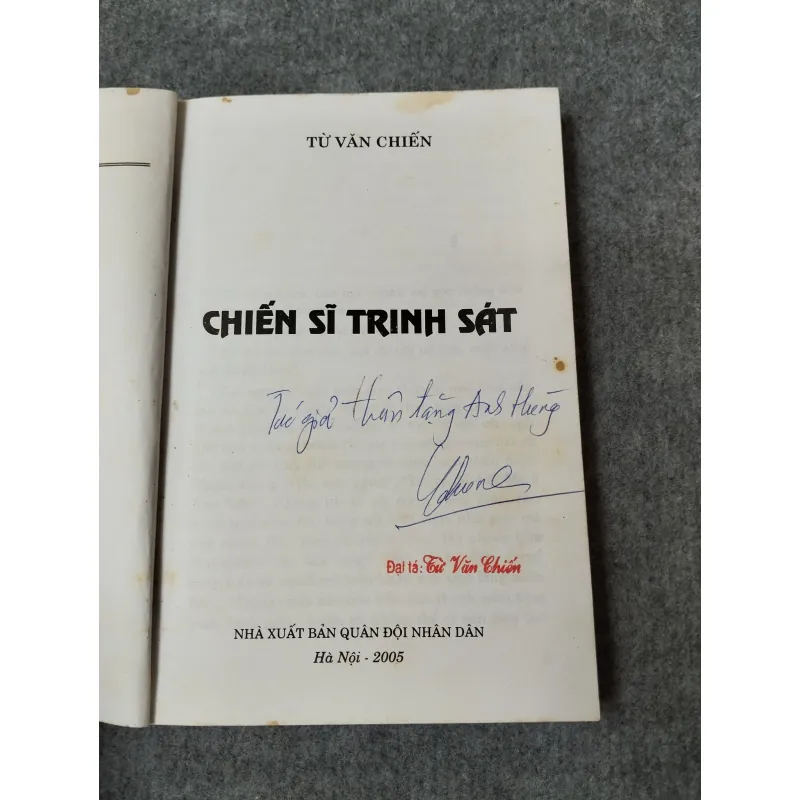 TỪ VĂN CHIẾN
CHIẾN SĨ TRINH SÁT
Tác giả thân tặng Anh Hùng
Đại tá: Từ Văn Chiến
NHÀ XUẤT BẢN QUÂN ĐỘI NHÂN DÂN
Hà Nội - 2005